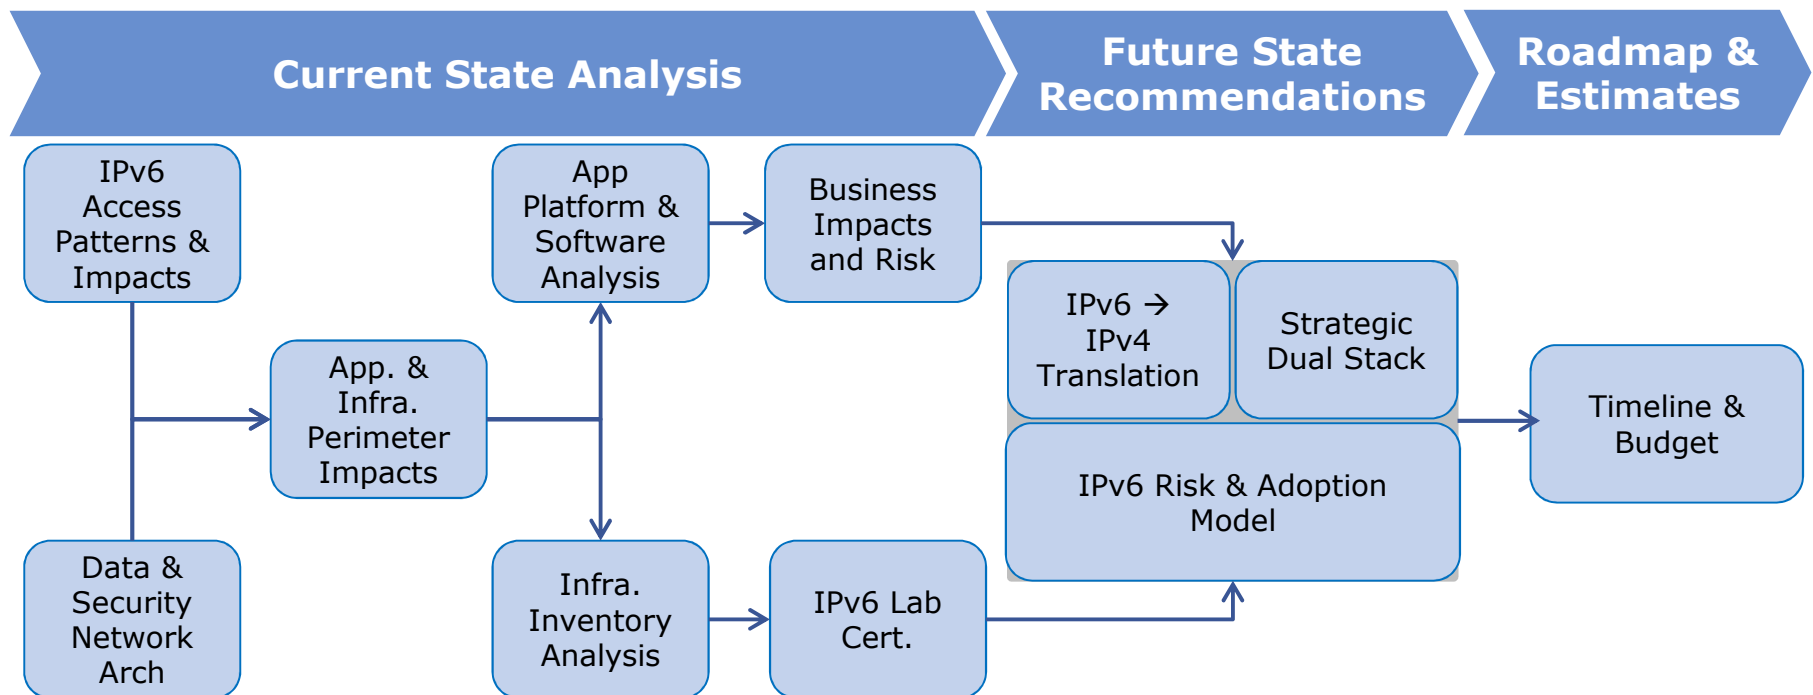 Current State Analysis
Future State
Recommendations
Roadmap &
Estimates
IPv6
Access
Patterns &
Impacts
Data &
Security
Network
Arch
App. &
Infra.
Perimeter
Impacts
App
Platform &
Software
Analysis
Infra.
Inventory
Analysis
Business
Impacts
and Risk
IPv6 Lab
Cert.
IPv6 →
IPv4
Translation
Strategic
Dual Stack
IPv6 Risk & Adoption
Model
Timeline &
Budget